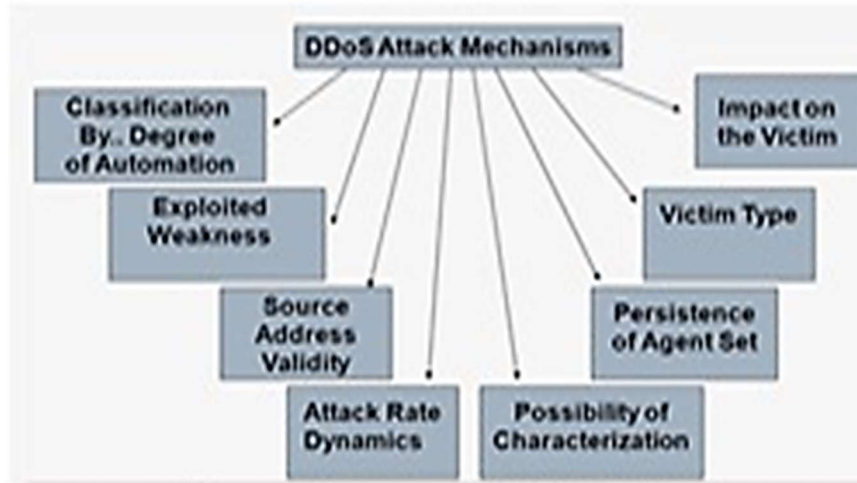 DDoS Attack Mechanisms
Classification
By.. Degree
of Automation
Exploited
Weakness
Source
Address
Validity
Attack Rate
Dynamics
Possibility of
Characterization
Persistence
of Agent Set
Victim Type
Impact on
the Victim